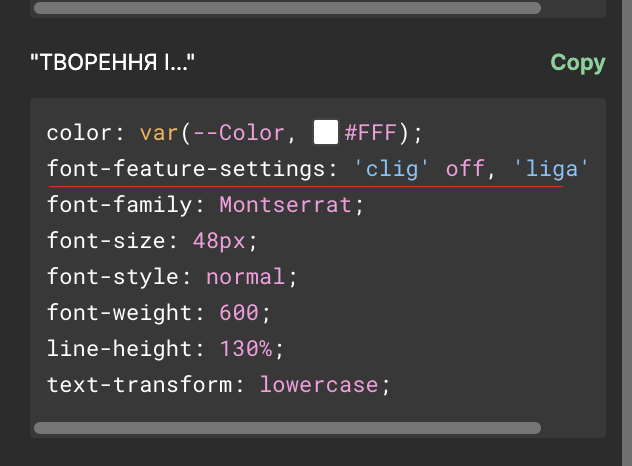 "ТВОРЕННЯ І..."
Copy
color: var(--Color, #FFF);
font-feature-settings: 'clig' off, 'liga'
font-family: Montserrat;
font-size: 48px;
font-style: normal;
font-weight: 600;
line-height: 130%;
text-transform: lowercase;